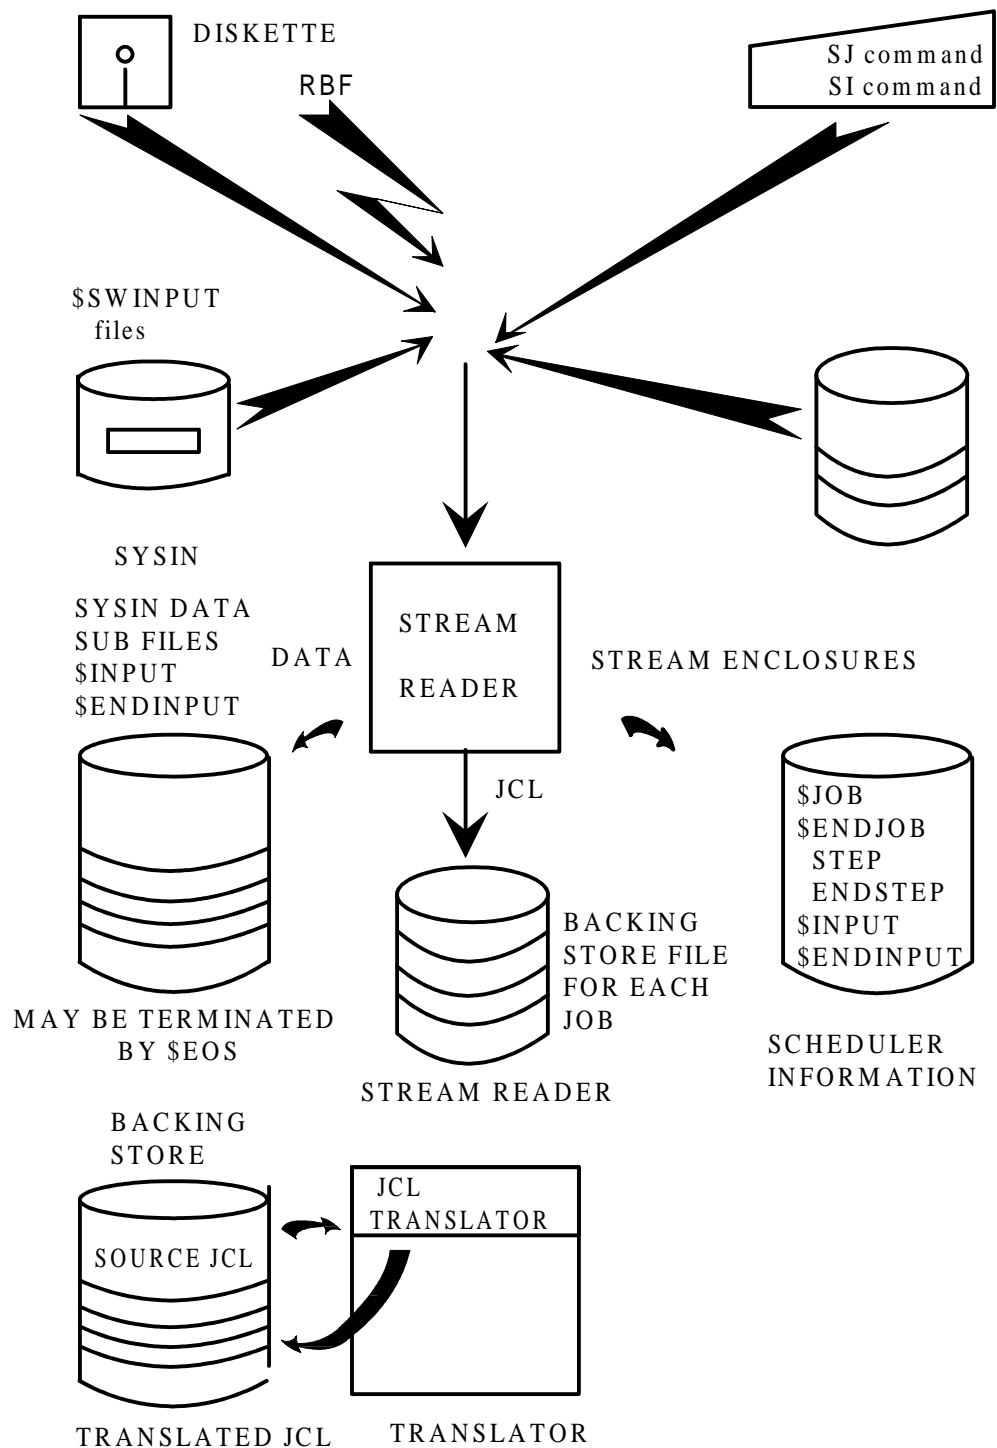 DISKETTE
RBF
SJ command
SI command
$SWINPUT
files
SYSIN
SYSIN DATA
SUB FILES
$INPUT
$ENDINPUT
DATA
STREAM
READER
STREAM ENCLOSURES
JCL
$JOB
$ENDJOB
STEP
ENDSTEP
$INPUT
$ENDINPUT
BACKING
STORE FILE
FOR EACH
JOB
MAY BE TERMINATED
BY $EOS
STREAM READER
SCHEDULER
INFORMATION
BACKING
STORE
SOURCE JCL
JCL
TRANSLATOR
TRANSLATED JCL
TRANSLATOR